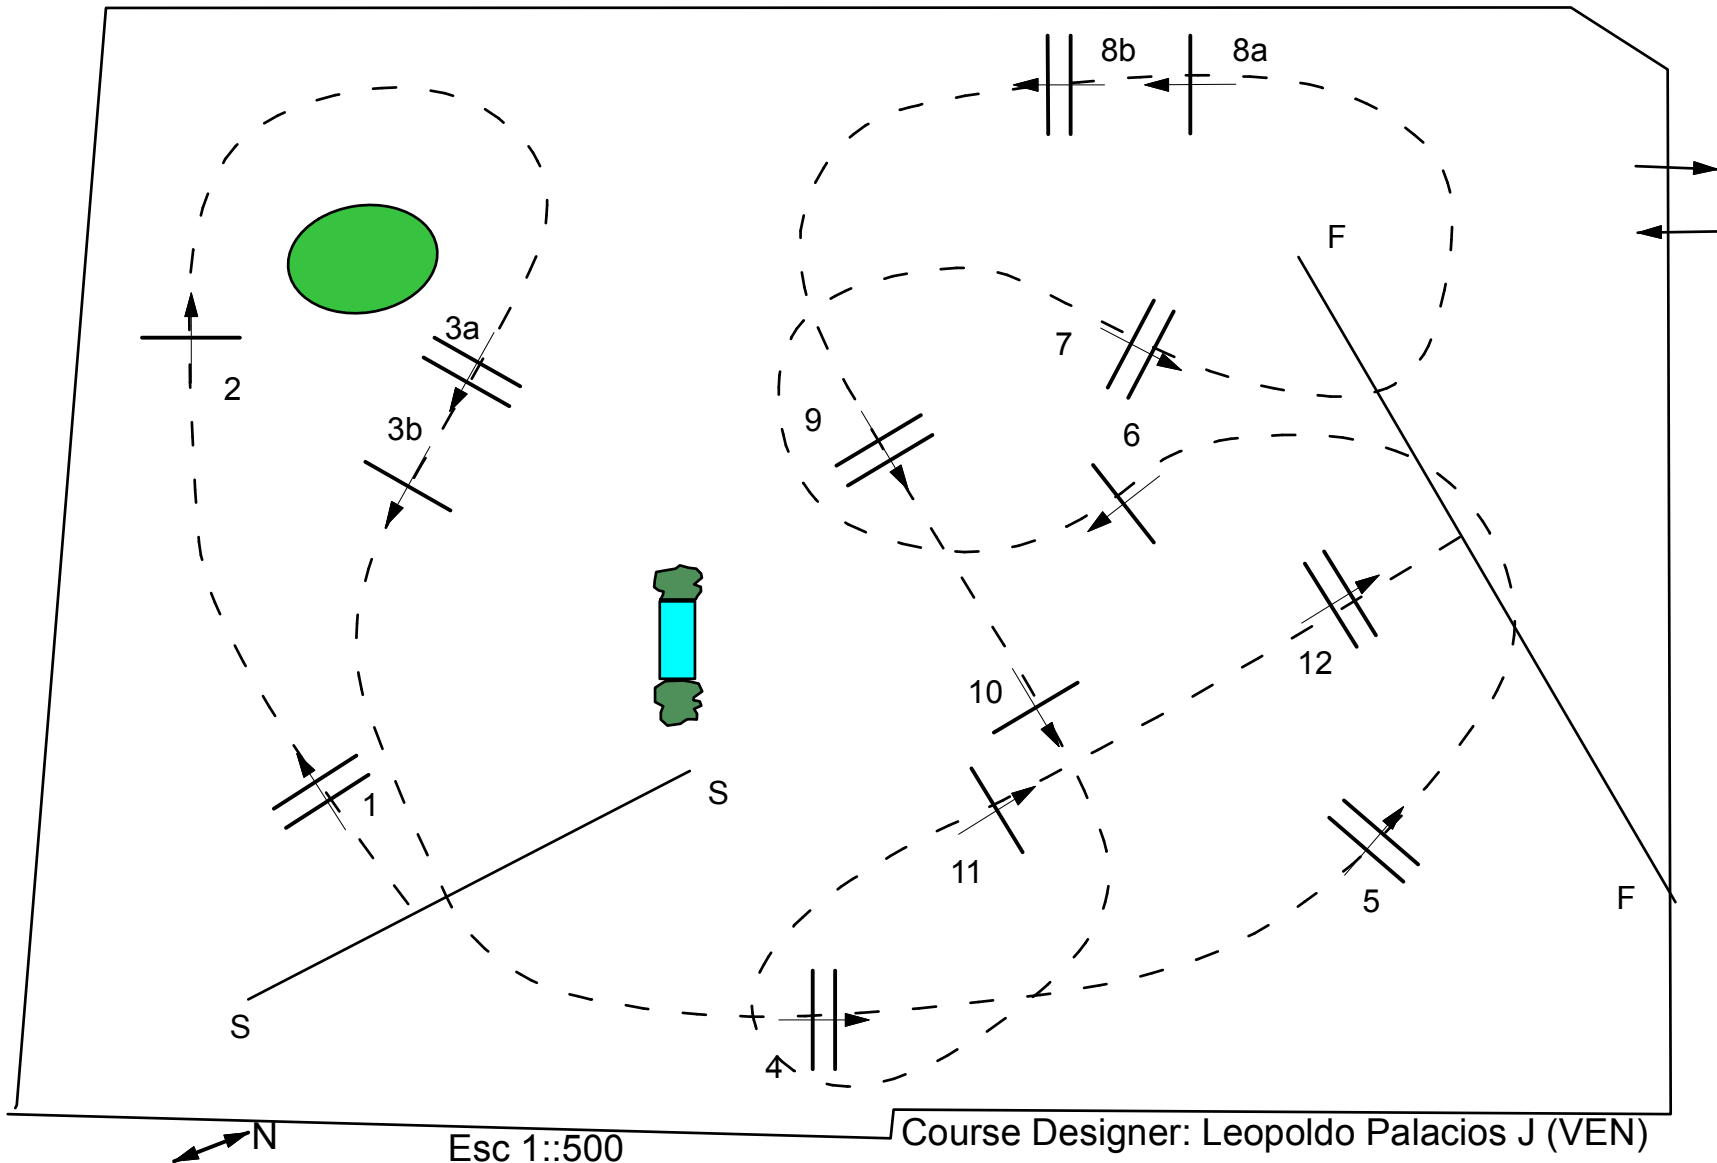 8b
8a
F
3a
7
2
9
3b
6
12
10
S
1
11
5
F
S
4
N
Esc 1::500
Course Designer: Leopoldo Palacios J (VEN)